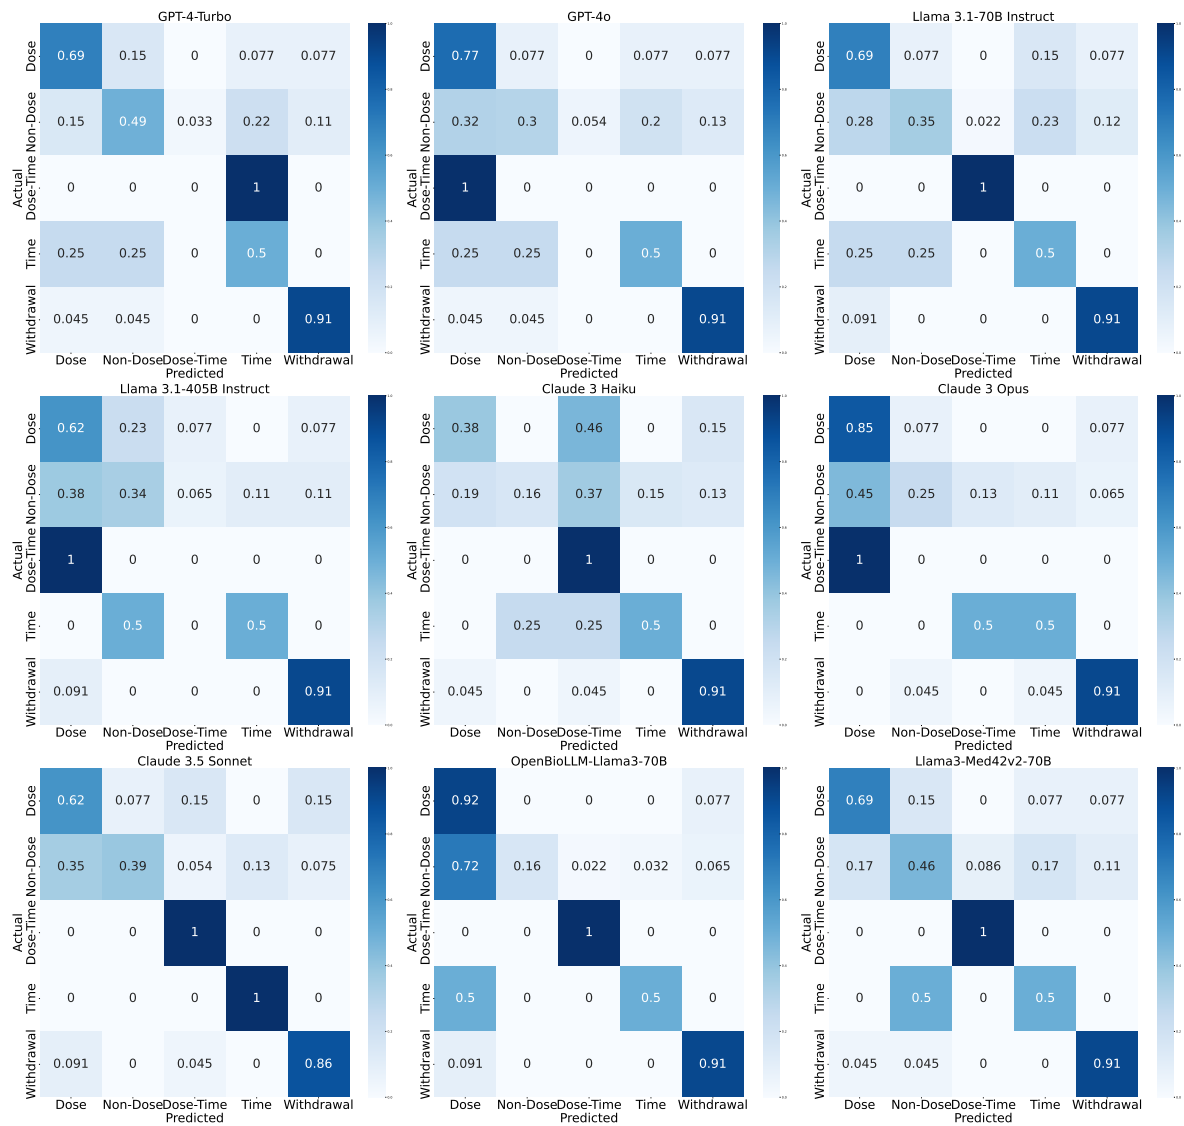 GPT-4-Turbo
Dose 0.69 0.15 0 0.077 0.077
Non-Dose 0.15 0.49 0.033 0.22 0.11
Actual
Dose-Time 0 0 0 1 0
Time 0.25 0.25 0 0.5 0
Withdrawal 0.045 0.045 0 0 0.91
Dose Non-Dose Dose-Time Time Withdrawal
Predicted
GPT-4o
Dose 0.77 0.077 0 0.077 0.077
Non-Dose 0.32 0.3 0.054 0.2 0.13
Actual
Dose-Time 1 0 0 0 0
Time 0.25 0.25 0 0.5 0
Withdrawal 0.045 0.045 0 0 0.91
Dose Non-Dose Dose-Time Time Withdrawal
Predicted
Llama 3.1-70B Instruct
Dose 0.69 0.077 0 0.15 0.077
Non-Dose 0.28 0.35 0.022 0.23 0.12
Actual
Dose-Time 0 0 1 0 0
Time 0.25 0.25 0 0.5 0
Withdrawal 0.091 0 0 0 0.91
Dose Non-Dose Dose-Time Time Withdrawal
Predicted
Llama 3.1-405B Instruct
Dose 0.62 0.23 0.077 0 0.077
Non-Dose 0.38 0.34 0.065 0.11 0.11
Actual
Dose-Time 1 0 0 0 0
Time 0 0.5 0 0.5 0
Withdrawal 0.091 0 0 0 0.91
Dose Non-Dose Dose-Time Time Withdrawal
Predicted
Claude 3 Haiku
Dose 0.38 0 0.46 0 0.15
Non-Dose 0.19 0.16 0.37 0.15 0.13
Actual
Dose-Time 0 0 1 0 0
Time 0 0.25 0.25 0.5 0
Withdrawal 0.045 0 0.045 0 0.91
Dose Non-Dose Dose-Time Time Withdrawal
Predicted
Claude 3 Opus
Dose 0.85 0.077 0 0 0.077
Non-Dose 0.45 0.25 0.13 0.11 0.065
Actual
Dose-Time 1 0 0 0 0
Time 0 0 0.5 0.5 0
Withdrawal 0 0.045 0 0.045 0.91
Dose Non-Dose Dose-Time Time Withdrawal
Predicted
Claude 3.5 Sonnet
Dose 0.62 0.077 0.15 0 0.15
Non-Dose 0.35 0.39 0.054 0.13 0.075
Actual
Dose-Time 0 0 1 0 0
Time 0 0 0 1 0
Withdrawal 0.091 0 0.045 0 0.86
Dose Non-Dose Dose-Time Time Withdrawal
Predicted
OpenBioLLM-Llama3-70B
Dose 0.92 0 0 0 0.077
Non-Dose 0.72 0.16 0.022 0.032 0.065
Actual
Dose-Time 0 0 1 0 0
Time 0.5 0 0 0.5 0
Withdrawal 0.091 0 0 0 0.91
Dose Non-Dose Dose-Time Time Withdrawal
Predicted
Llama3-Med42v2-70B
Dose 0.69 0.15 0 0.077 0.077
Non-Dose 0.17 0.46 0.086 0.17 0.11
Actual
Dose-Time 0 0 1 0 0
Time 0 0.5 0 0.5 0
Withdrawal 0.045 0.045 0 0 0.91
Dose Non-Dose Dose-Time Time Withdrawal
Predicted